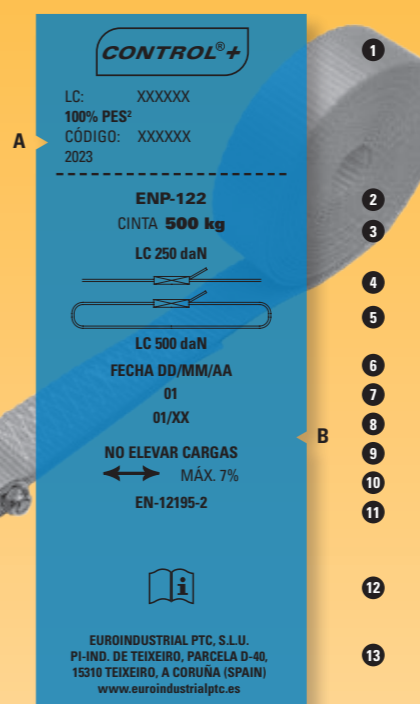 CONTROL®+
1
LC: XXXXXX
100% PES²
A
CÓDIGO: XXXXXX
2023
ENP-122
2
CINTA 500 kg
3
LC 250 daN
4
5
LC 500 daN
FECHA DD/MM/AA
6
01
7
01/XX
8
B
NO ELEVAR CARGAS
9
MÁX. 7%
10
EN-12195-2
11
i
12
EUROINDUSTRIAL PTC, S.L.U.
PI-IND. DE TEIXEIRO, PARCELA D-40,
13
15310 TEIXEIRO, A CORUÑA (SPAIN)
www.euroindustrialptc.es